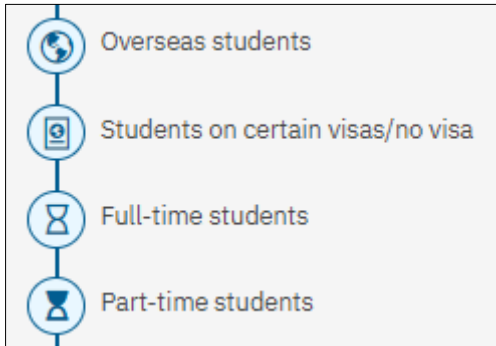 Overseas students
Students on certain visas/no visa
Full-time students
Part-time students